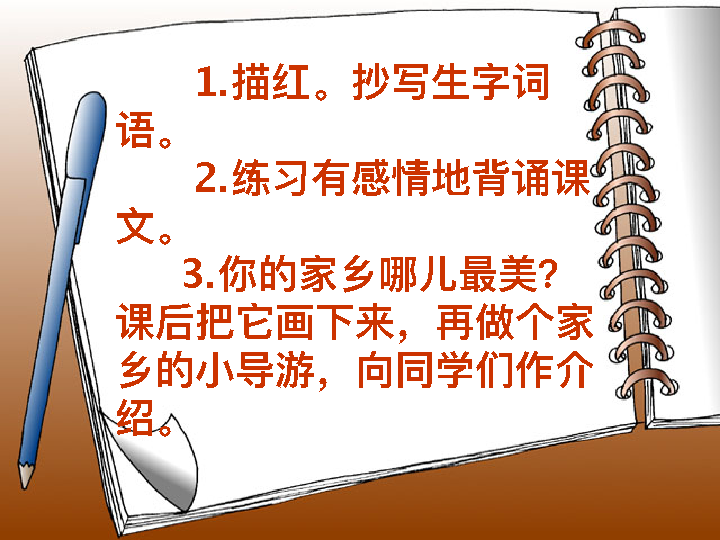 1.描红。抄写生字词
语。
2.练习有感情地背诵课
文。
3.你的家乡哪儿最美？
课后把它画下来，再做个家
乡的小导游，向同学们作介
绍。